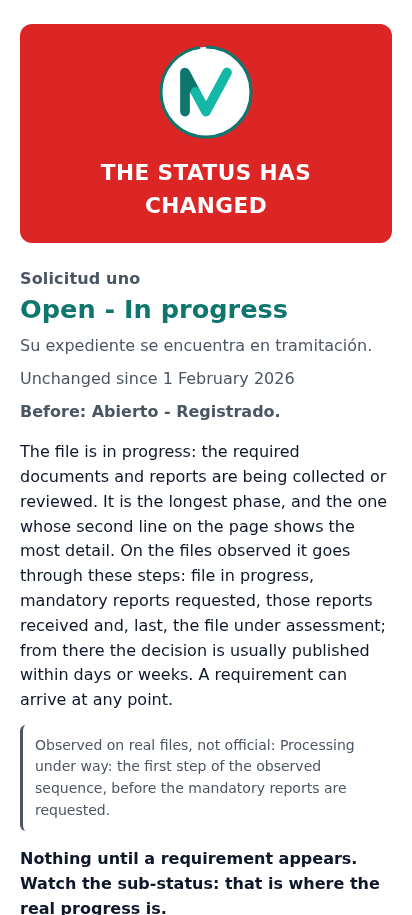 THE STATUS HAS
CHANGED
Solicitud uno
Open - In progress
Su expediente se encuentra en tramitación.
Unchanged since 1 February 2026
Before: Abierto - Registrado.
The file is in progress: the required
documents and reports are being collected or
reviewed. It is the longest phase, and the one
whose second line on the page shows the
most detail. On the files observed it goes
through these steps: file in progress,
mandatory reports requested, those reports
received and, last, the file under assessment;
from there the decision is usually published
within days or weeks. A requirement can
arrive at any point.
Observed on real files, not official: Processing
under way: the first step of the observed
sequence, before the mandatory reports are
requested.
Nothing until a requirement appears.
Watch the sub-status: that is where the
real progress is.